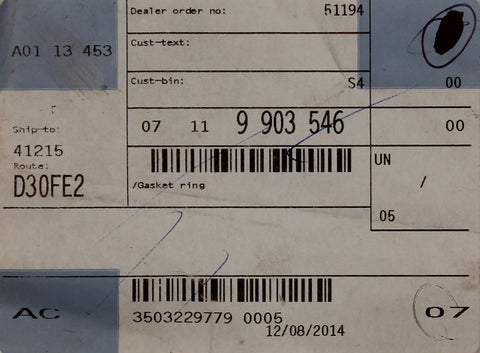 Dealer order no: 51194
A01 13 453
Cust-text:
Cust-bin: S4 00
Ship-to:
07 11 9 903 546 00
41215
Route:
D30FE2
/Gasket ring
UN
/
05
AC
3503229779 0005
12/08/2014
07